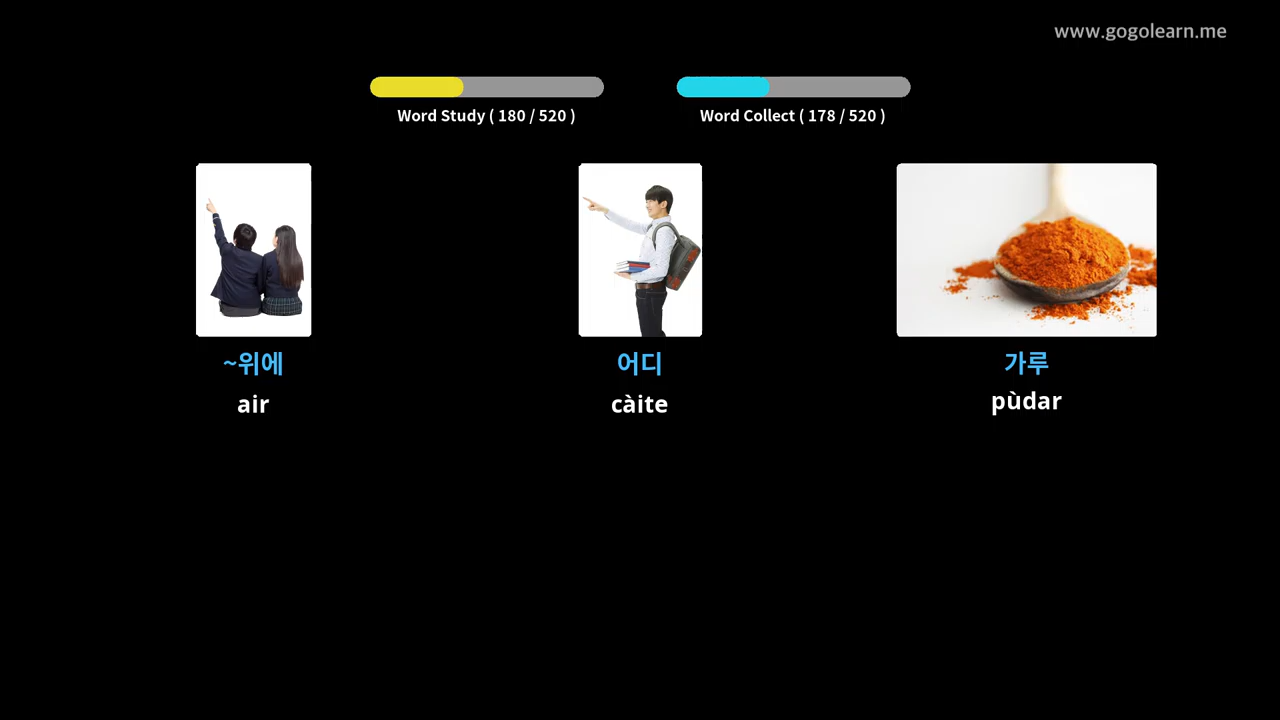 www.gogolearn.me
Word Study ( 180 / 520 )
Word Collect ( 178 / 520 )
~위에
air
어디
càite
가루
pùdar